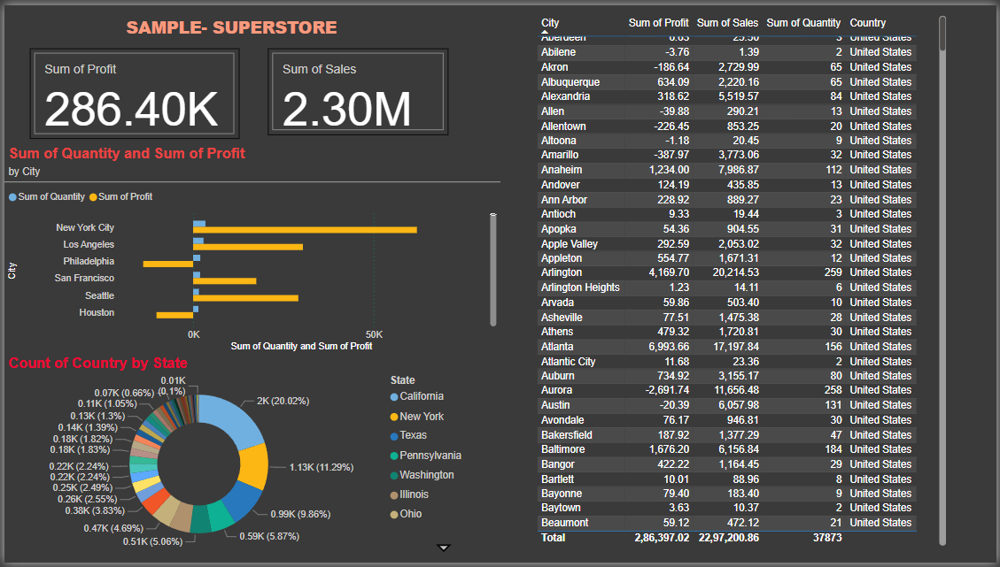 SAMPLE- SUPERSTORE
Sum of Profit
286.40K
Sum of Sales
2.30M
Sum of Quantity and Sum of Profit
by City
Sum of Quantity Sum of Profit
City
New York City
Los Angeles
Philadelphia
San Francisco
Seattle
Houston
0K 50K
Sum of Quantity and Sum of Profit
Count of Country by State
2K (20.02%)
1.13K (11.29%)
0.99K (9.86%)
0.59K (5.87%)
0.51K (5.06%)
0.47K (4.69%)
0.38K (3.83%)
0.26K (2.55%)
0.25K (2.49%)
0.22K (2.24%)
0.22K (2.24%)
0.18K (1.83%)
0.18K (1.82%)
0.14K (1.39%)
0.13K (1.3%)
0.11K (1.05%)
0.07K (0.66%)
0.01K
(0.1%)
State
California
New York
Texas
Pennsylvania
Washington
Illinois
Ohio
City Sum of Profit Sum of Sales Sum of Quantity Country
Aberdeen 6.63 25.50 3 United States
Abilene -3.76 1.39 2 United States
Akron -186.64 2,729.99 65 United States
Albuquerque 634.09 2,220.16 65 United States
Alexandria 318.62 5,519.57 84 United States
Allen -39.88 290.21 13 United States
Allentown -226.45 853.25 20 United States
Altoona -1.18 20.45 9 United States
Amarillo -387.97 3,773.06 32 United States
Anaheim 1,234.00 7,986.87 112 United States
Andover 124.19 435.85 13 United States
Ann Arbor 228.92 889.27 23 United States
Antioch 9.33 19.44 3 United States
Apopka 54.36 904.55 31 United States
Apple Valley 292.59 2,053.02 32 United States
Appleton 554.77 1,671.31 12 United States
Arlington 4,169.70 20,214.53 259 United States
Arlington Heights 1.23 14.11 6 United States
Arvada 59.86 503.40 10 United States
Asheville 77.51 1,475.38 28 United States
Athens 479.32 1,720.81 30 United States
Atlanta 6,993.66 17,197.84 156 United States
Atlantic City 11.68 23.36 2 United States
Auburn 734.92 3,155.17 80 United States
Aurora -2,691.74 11,656.48 258 United States
Austin -20.39 6,057.98 131 United States
Avondale 76.17 946.81 30 United States
Bakersfield 187.92 1,377.29 47 United States
Baltimore 1,676.20 6,156.84 184 United States
Bangor 422.22 1,164.45 29 United States
Bartlett 10.01 88.96 8 United States
Bayonne 79.40 183.40 9 United States
Baytown 3.63 10.37 2 United States
Beaumont 59.12 472.12 21 United States
Total 2,86,397.02 22,97,200.86 37873